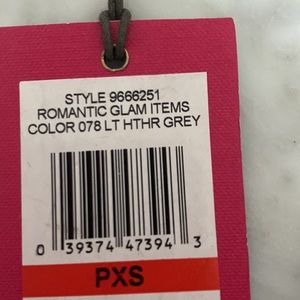 STYLE 9666251
ROMANTIC GLAM ITEMS
COLOR 078 LT HTHR GREY
0 39374 47394 3
PXS